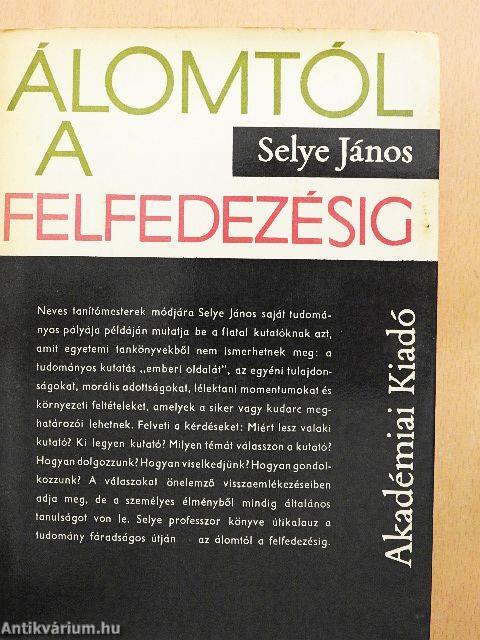 ÁLOMTÓL
A
Selye János
FELFEDEZÉSIG
Neves tanítómesterek módjára Selye János saját tudomá-
nyos pályája példáján mutatja be a fiatal kutatóknak azt,
amit egyetemi tankönyvekből nem ismerhetnek meg: a
tudományos kutatás „emberi oldalát”, az egyéni tulajdon-
ságokat, morális adottságokat, lélektani momentumokat és
környezeti feltételeket, amelyek a siker vagy kudarc meg-
határozói lehetnek. Felveti a kérdéseket: Miért lesz valaki
kutató? Ki legyen kutató? Milyen témát válasszon a kutató?
Hogyan dolgozzunk? Hogyan viselkedjünk? Hogyan gondol-
kozzunk? A válaszokat önelemző visszaemlékezéseiben
adja meg, de a személyes élményből mindig általános
tanulságot von le. Selye professzor könyve útikalauz a
tudomány fáradságos útján az álomtól a felfedezésig.
Akadémiai Kiadó
Antikvárium.hu